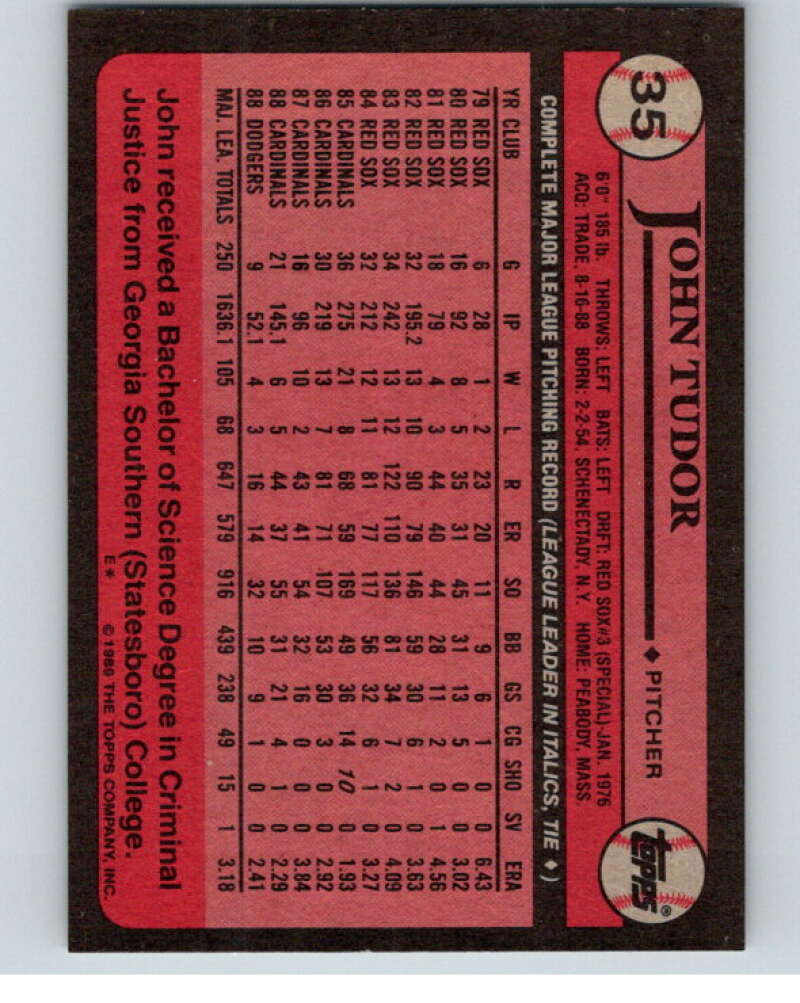 35 JOHN TUDOR ♦ PITCHER topps®
6'0" 185 lb. THROWS: LEFT BATS: LEFT DRFT: RED SOX#3 (SPECIAL)-JAN. 1976
ACQ: TRADE, 8-16-88 BORN: 2-2-54, SCHENECTADY, N.Y. HOME: PEABODY, MASS.
COMPLETE MAJOR LEAGUE PITCHING RECORD (LEAGUE LEADER IN ITALICS, TIE ♦)
YR CLUB G IP W L R ER SO BB GS CG SHO SV ERA
79 RED SOX 6 28 1 2 23 20 11 9 6 1 0 0 6.43
80 RED SOX 16 92 8 5 35 31 45 31 13 5 0 0 3.02
81 RED SOX 18 79 4 3 44 40 44 28 11 2 0 1 4.56
82 RED SOX 32 195.2 13 10 90 79 146 59 30 6 1 0 3.63
83 RED SOX 34 242 13 12 122 110 136 81 34 7 2 0 4.09
84 RED SOX 32 212 12 11 81 77 117 56 32 6 1 0 3.27
85 CARDINALS 36 275 21 8 68 59 169 49 36 14 10 0 1.93
86 CARDINALS 30 219 13 7 81 71 107 53 30 3 0 0 2.92
87 CARDINALS 16 96 10 2 43 41 54 32 16 0 0 0 3.84
88 CARDINALS 21 145.1 6 5 44 37 55 31 21 4 1 0 2.29
88 DODGERS 9 52.1 4 3 16 14 32 10 9 1 0 0 2.41
MAJ. LEA. TOTALS 250 1636.1 105 68 647 579 916 439 238 49 15 1 3.18
John received a Bachelor of Science Degree in Criminal
Justice from Georgia Southern (Statesboro) College.
E* © 1989 THE TOPPS COMPANY, INC.